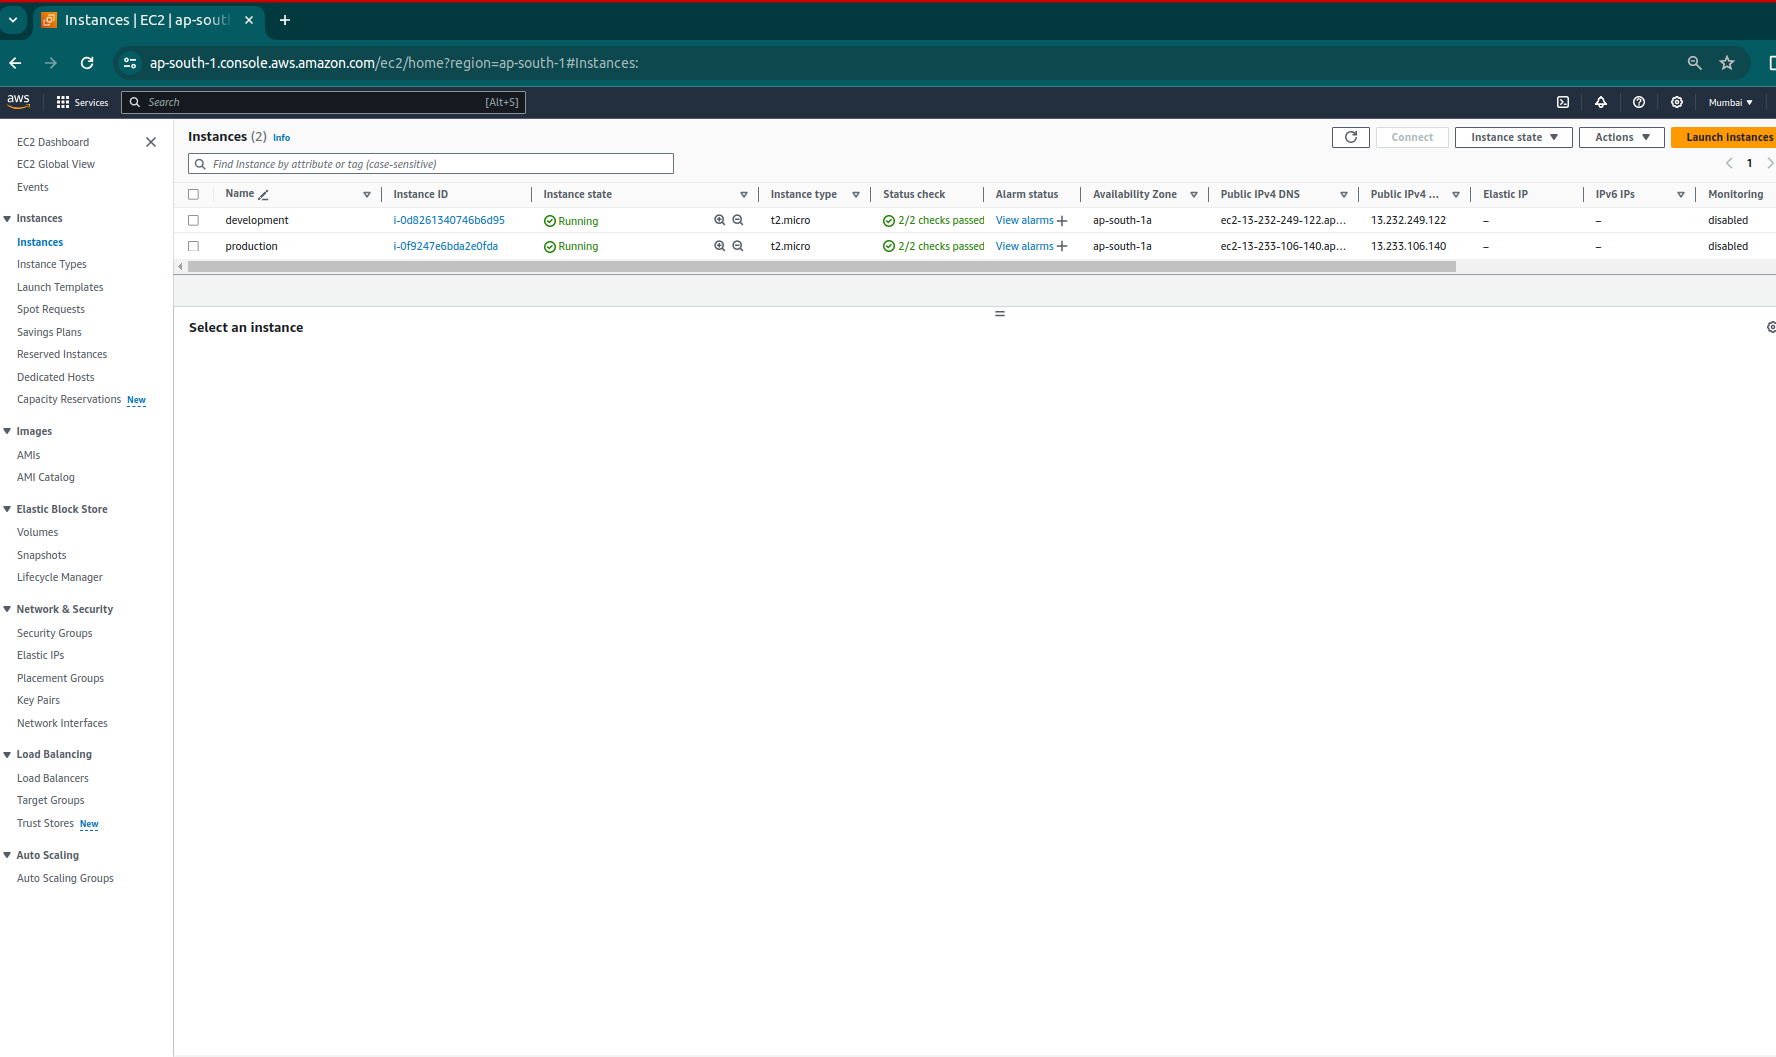 Instances | EC2 | ap-sout
ap-south-1.console.aws.amazon.com/ec2/home?region=ap-south-1#Instances:
aws Services Search [Alt+S] Mumbai
EC2 Dashboard
EC2 Global View
Events
Instances
Instances
Instance Types
Launch Templates
Spot Requests
Savings Plans
Reserved Instances
Dedicated Hosts
Capacity Reservations New
Images
AMIs
AMI Catalog
Elastic Block Store
Volumes
Snapshots
Lifecycle Manager
Network & Security
Security Groups
Elastic IPs
Placement Groups
Key Pairs
Network Interfaces
Load Balancing
Load Balancers
Target Groups
Trust Stores New
Auto Scaling
Auto Scaling Groups
Instances (2) Info Connect Instance state Actions Launch Instances
Find Instance by attribute or tag (case-sensitive) 1
Name Instance ID Instance state Instance type Status check Alarm status Availability Zone Public IPv4 DNS Public IPv4 ... Elastic IP IPv6 IPs Monitoring
development i-0d8261340746b6d95 Running t2.micro 2/2 checks passed View alarms + ap-south-1a ec2-13-232-249-122.ap... 13.232.249.122 – – disabled
production i-0f9247e6bda2e0fda Running t2.micro 2/2 checks passed View alarms + ap-south-1a ec2-13-233-106-140.ap... 13.233.106.140 – – disabled
Select an instance